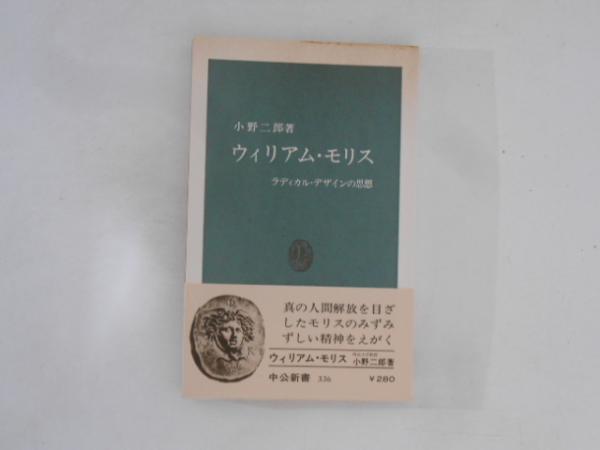 小野二郎著
ウィリアム・モリス
ラディカル・デザインの思想
真の人間解放を目ざ
したモリスのみずみ
ずしい精神をえがく
ウィリアム・モリス 小野二郎著
中公新書 336 ￥280